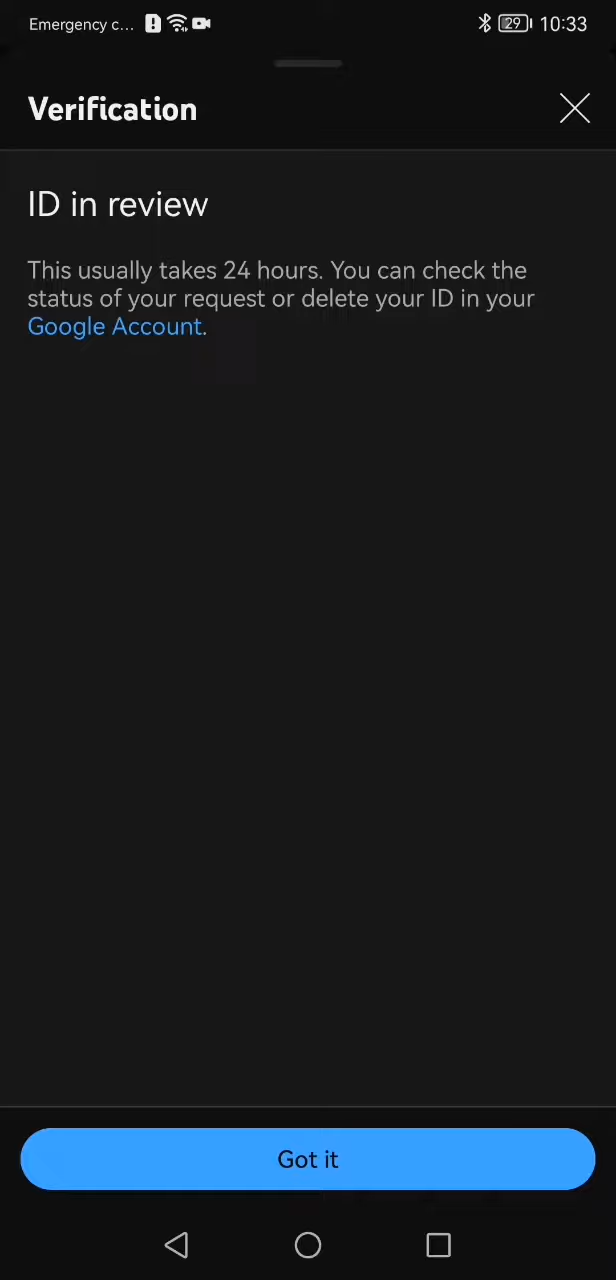 Emergency c... 29 10:33
Verification
ID in review
This usually takes 24 hours. You can check the
status of your request or delete your ID in your
Google Account.
Got it